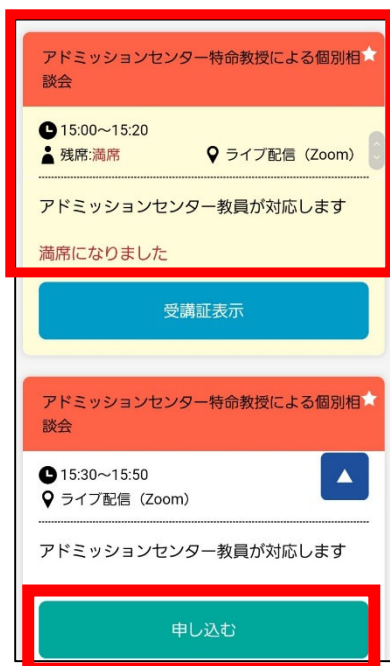 アドミッションセンター特命教授による個別相
談会
15:00～15:20
残席:満席 ライブ配信（Zoom）
アドミッションセンター教員が対応します
満席になりました
受講証表示
アドミッションセンター特命教授による個別相
談会
15:30～15:50
ライブ配信（Zoom）
アドミッションセンター教員が対応します
申し込む